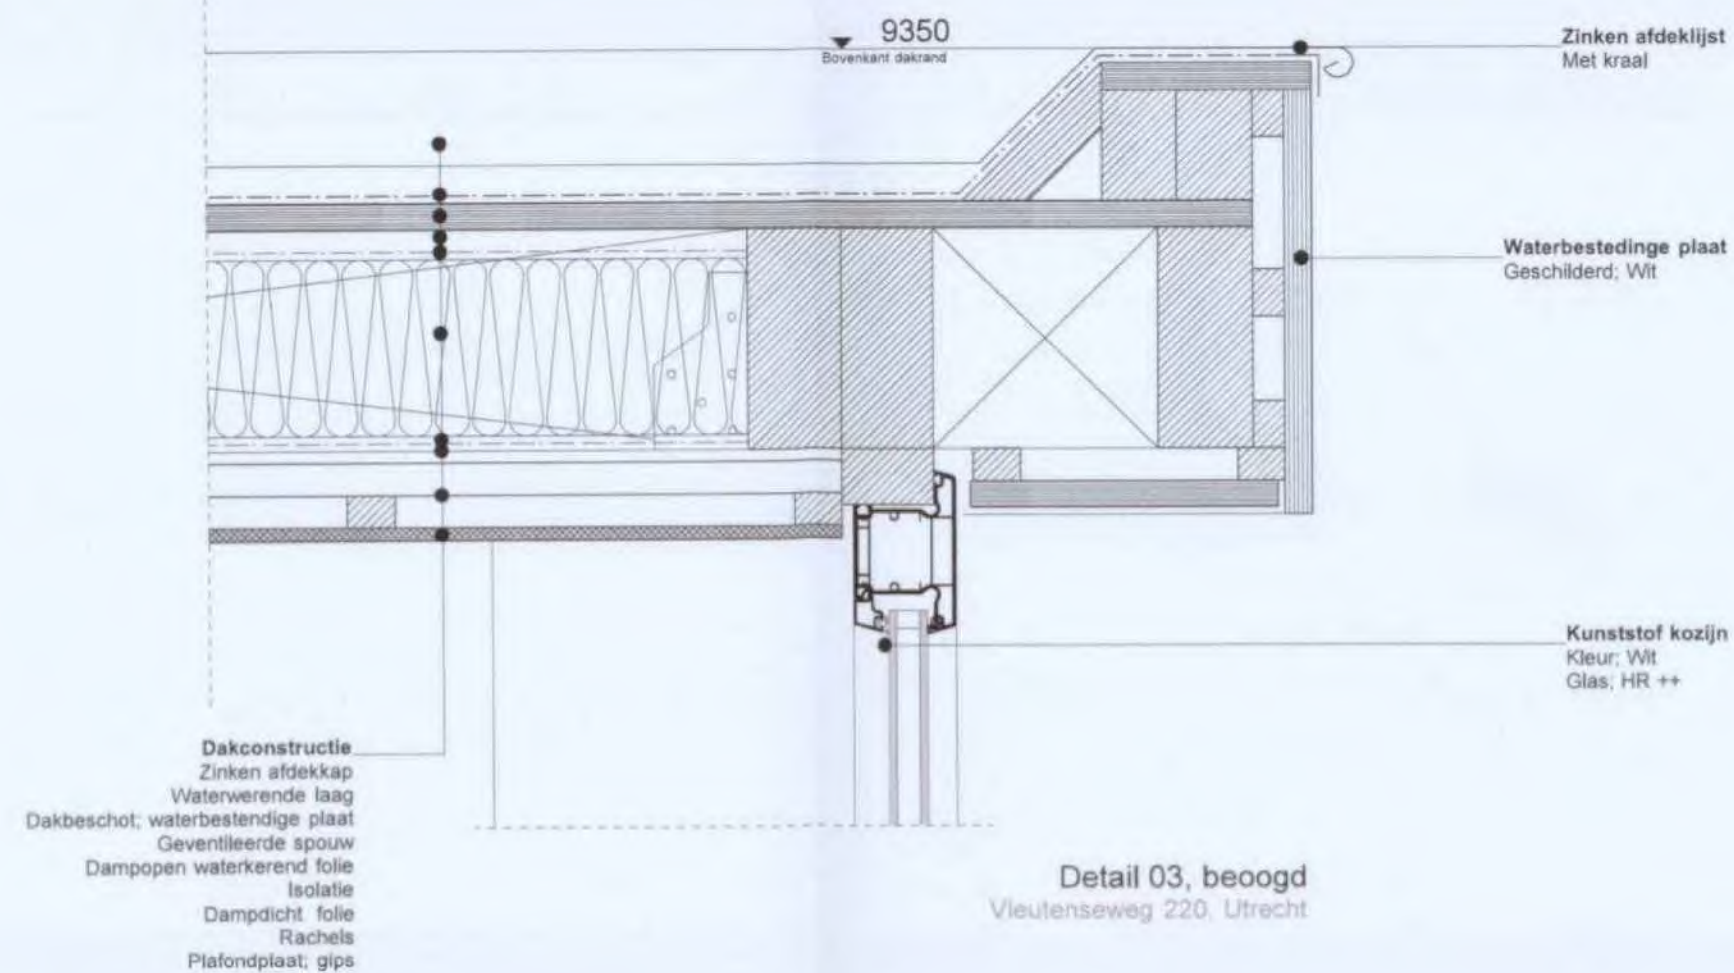 9350
Bovenkant dakrand
Zinken afdeklijst
Met kraal
Waterbestedinge plaat
Geschilderd; Wit
Kunststof kozijn
Kleur; Wit
Glas; HR ++
Dakconstructie
Zinken afdekkap
Waterwerende laag
Dakbeschot; waterbestendige plaat
Geventileerde spouw
Dampopen waterkerend folie
Isolatie
Dampdicht folie
Rachels
Plafondplaat; gips
Detail 03, beoogd
Vleutenseweg 220, Utrecht